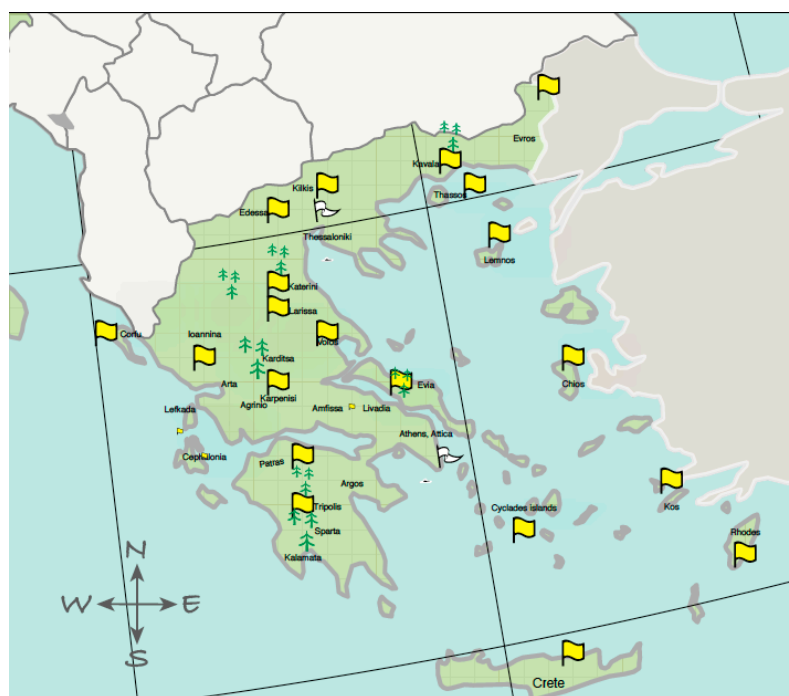 Evros
Kavala
Kilkis
Thassos
Edessa
Thessaloniki
Lemnos
Katerini
Larissa
Corfu
Ioannina
Volos
Karditsa
Chios
Arta
Evia
Karpenisi
Agrinio
Amfissa
Livadia
Lefkada
Athens, Attica
Cephllonia
Patras
Argos
Tripolis
Cyclades islands
Kos
Sparta
Rhodes
Kalamata
N
W
E
S
Crete